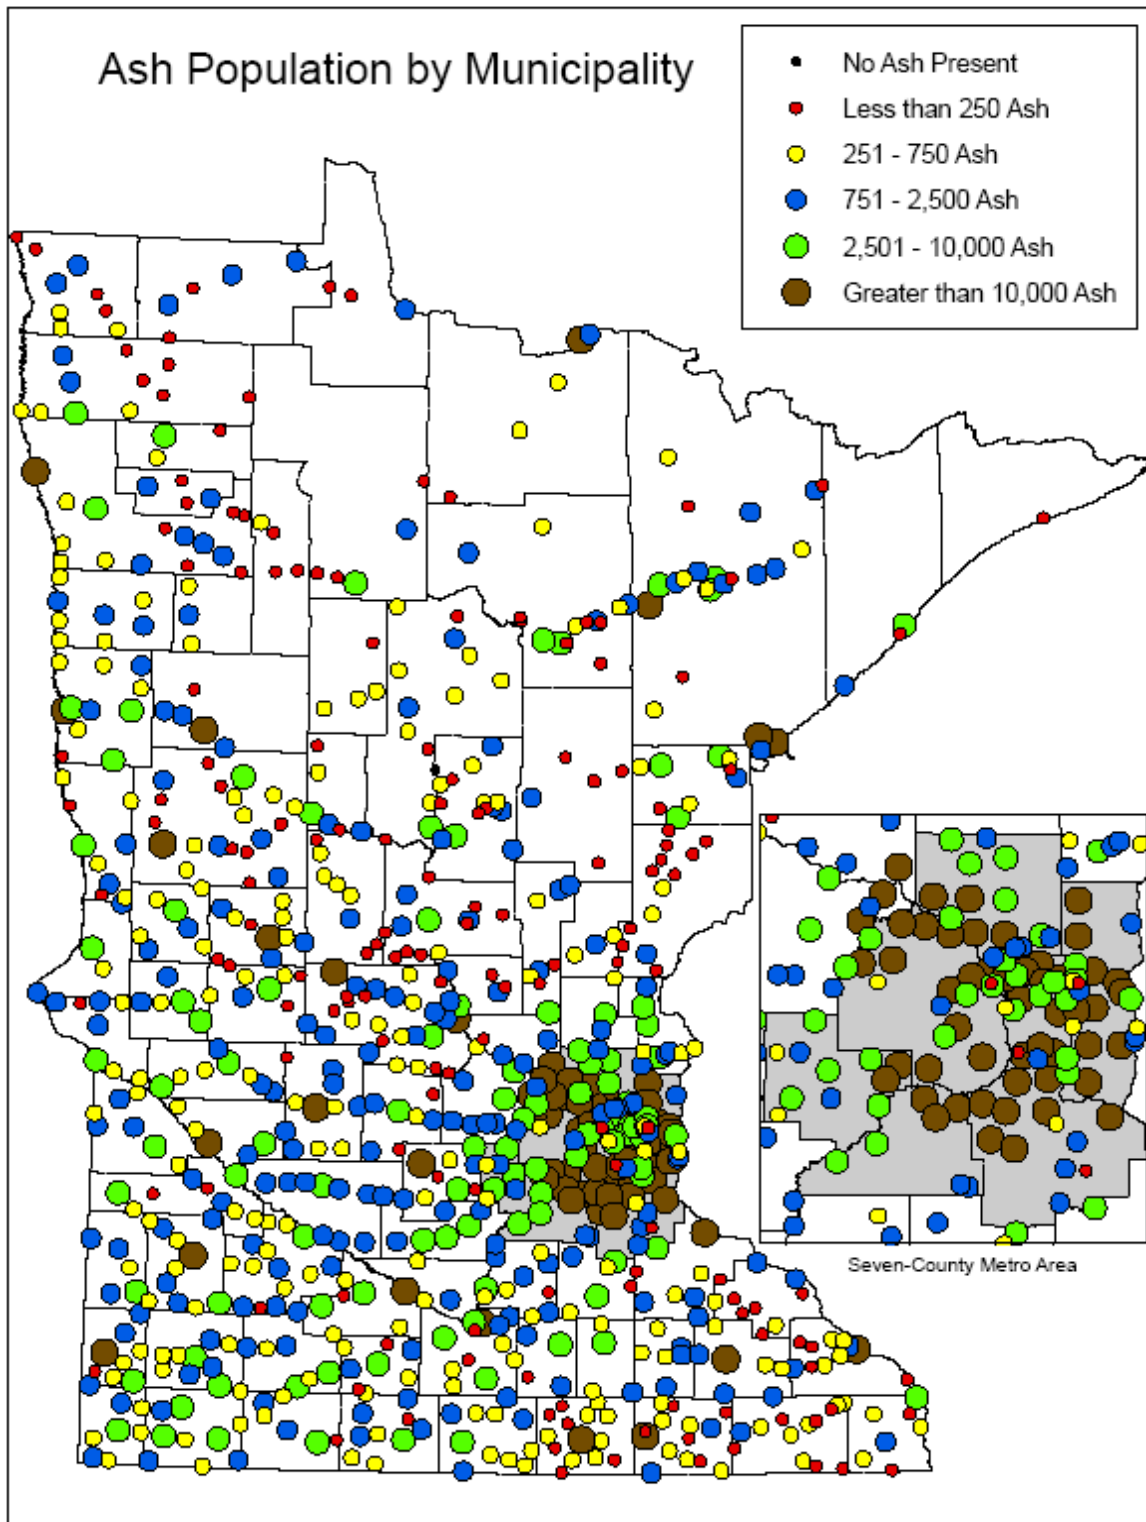 Ash Population by Municipality
No Ash Present
Less than 250 Ash
251 - 750 Ash
751 - 2,500 Ash
2,501 - 10,000 Ash
Greater than 10,000 Ash
Seven-County Metro Area